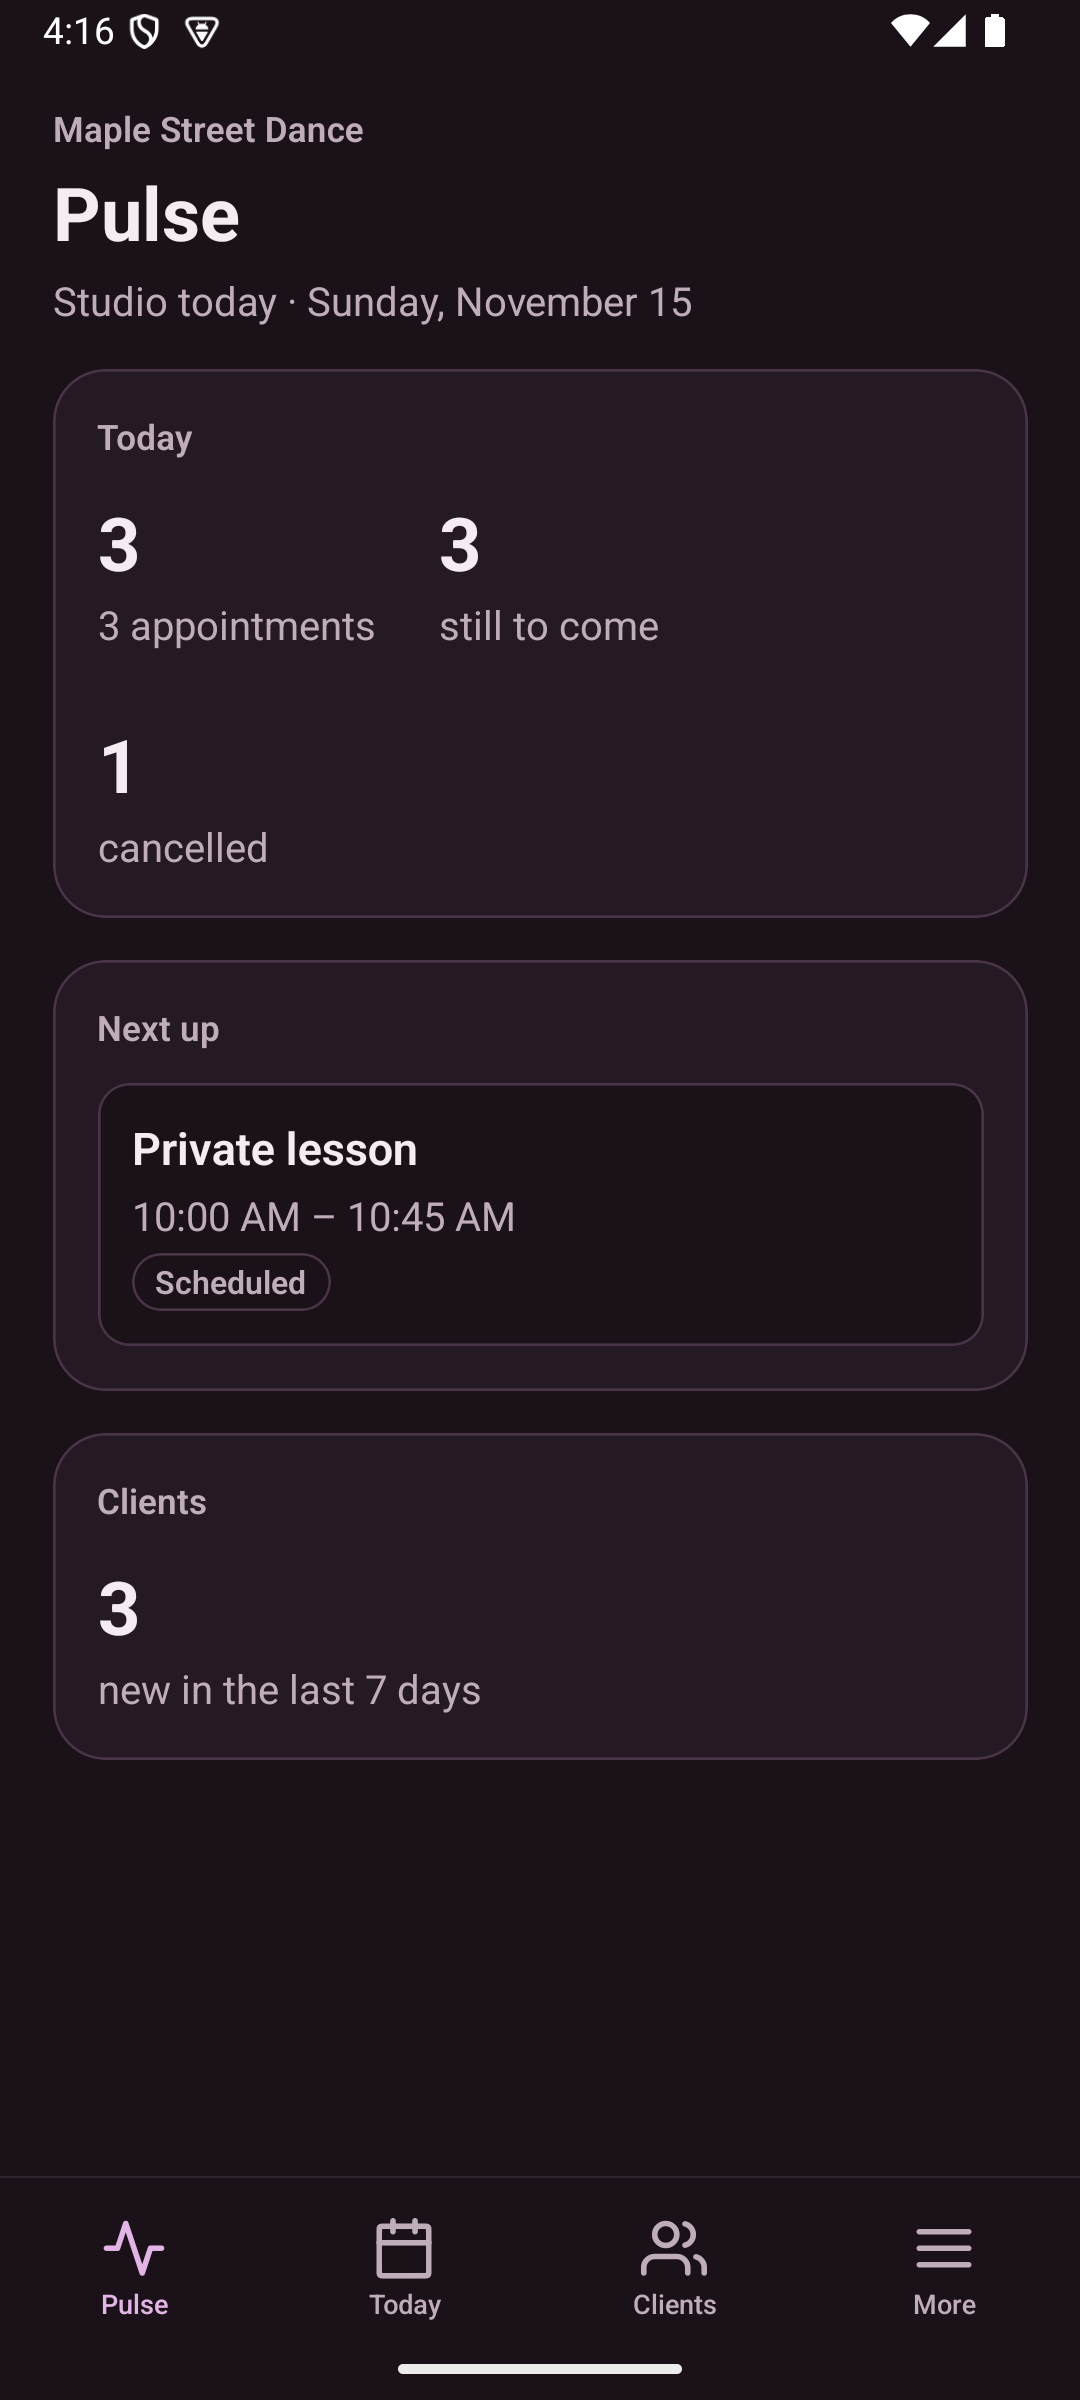 4:16
Maple Street Dance
Pulse
Studio today · Sunday, November 15
Today
3
3 appointments
3
still to come
1
cancelled
Next up
Private lesson
10:00 AM – 10:45 AM
Scheduled
Clients
3
new in the last 7 days
Pulse
Today
Clients
More